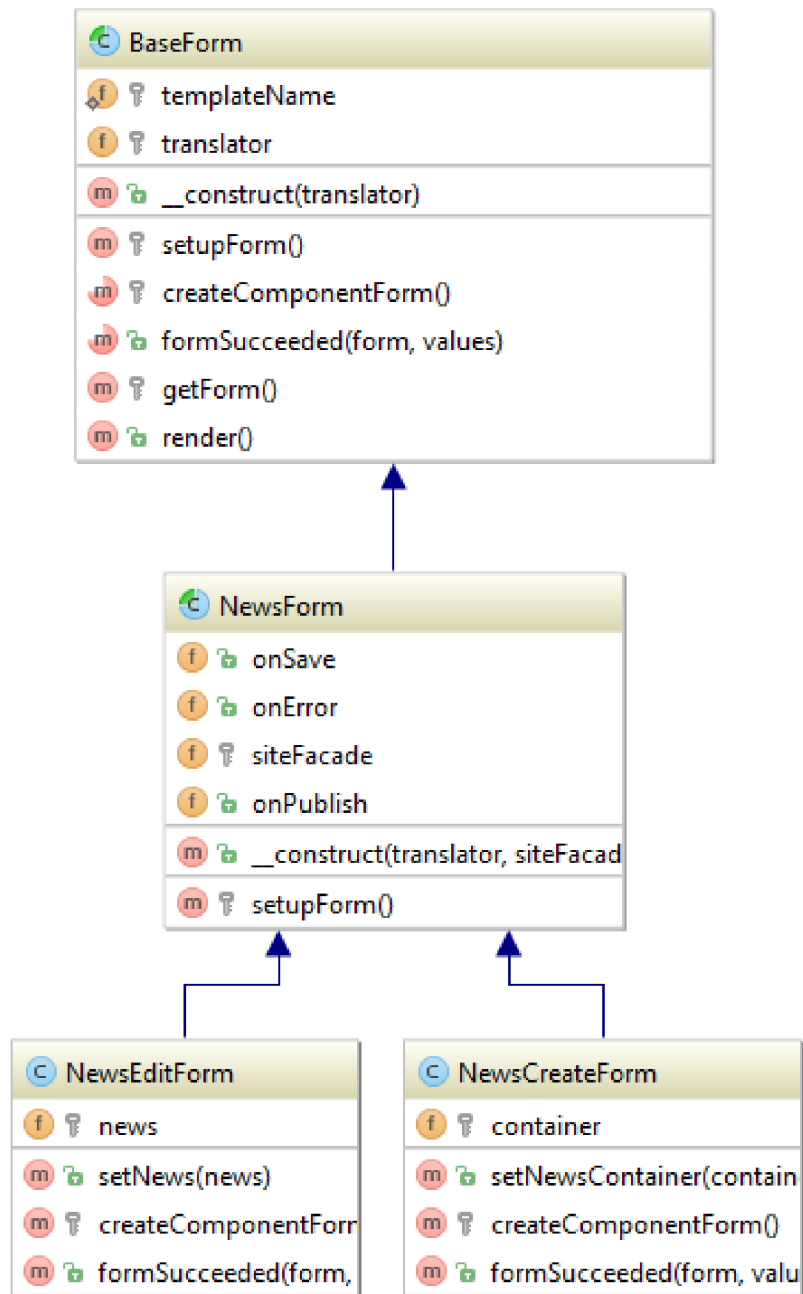 BaseForm
templateName
translator
__construct(translator)
setupForm()
createComponentForm()
formSucceeded(form, values)
getForm()
render()
NewsForm
onSave
onError
siteFacade
onPublish
__construct(translator, siteFacad
setupForm()
NewsEditForm
news
setNews(news)
createComponentForm
formSucceeded(form,
NewsCreateForm
container
setNewsContainer(contain
createComponentForm()
formSucceeded(form, valu